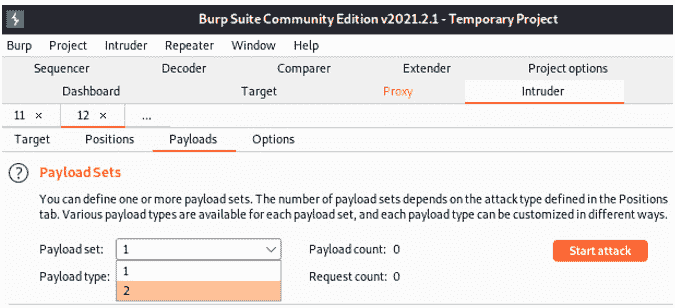 Burp Suite Community Edition v2021.2.1 - Temporary Project
Burp Project Intruder Repeater Window Help
Sequencer Decoder Comparer Extender Project options
Dashboard Target Proxy Intruder
11 × 12 × ...
Target Positions Payloads Options
? Payload Sets
You can define one or more payload sets. The number of payload sets depends on the attack type defined in the Positions
tab. Various payload types are available for each payload set, and each payload type can be customized in different ways.
Payload set: 1 Payload count: 0 Start attack
Payload type: 1 Request count: 0
2